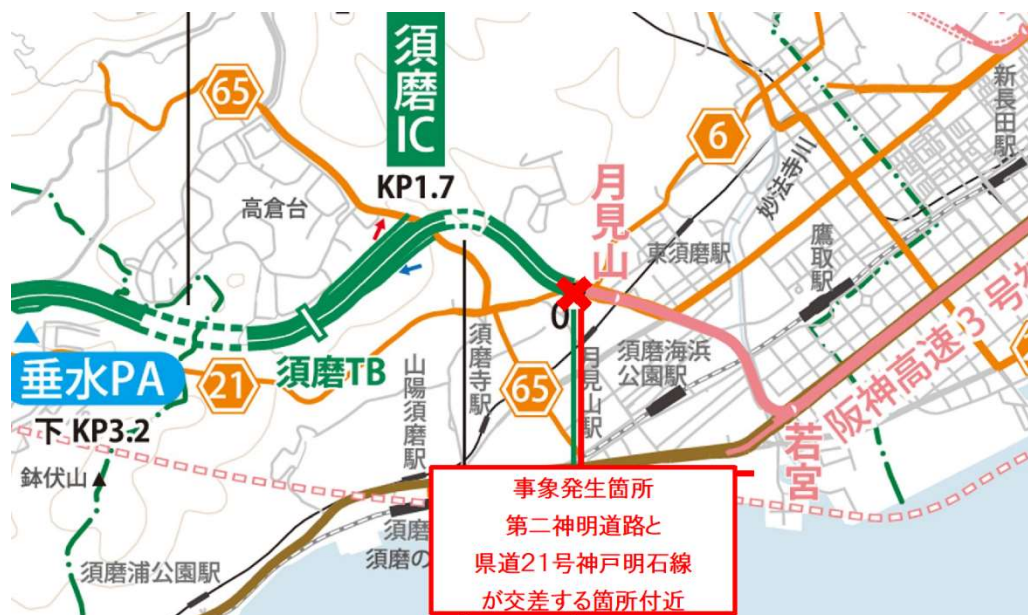 65
須磨IC
KP1.7
高倉台
月見山
6
妙法寺川
新長田駅
東須磨駅
鷹取駅
0
垂水PA
下 KP3.2
21
須磨TB
山陽須磨駅
須磨寺駅
65
月見山駅
須磨海浜
公園駅
若宮
阪神高速3号神
鉢伏山▲
須磨浦公園駅
須磨
須磨の
事象発生箇所
第二神明道路と
県道21号神戸明石線
が交差する箇所付近